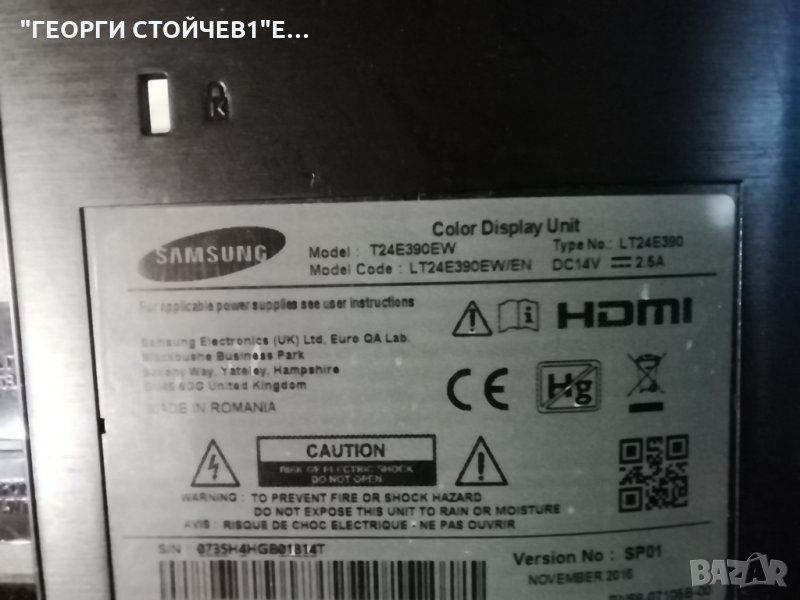 "ГЕОРГИ СТОЙЧЕВ1"Е...
K
SAMSUNG
Color Display Unit
Model : T24E390EW
Type No.: LT24E390
Model Code : LT24E390EW/EN
DC14V 2.5A
For applicable power supplies see user instructions
HDMI
Samsung Electronics (UK) Ltd, Euro QA Lab.
Blackbushe Business Park
Saxony Way, Yateley, Hampshire
United Kingdom
MADE IN ROMANIA
CE
Hg
CAUTION
RISK OF ELECTRIC SHOCK
DO NOT OPEN
WARNING : TO PREVENT FIRE OR SHOCK HAZARD
DO NOT EXPOSE THIS UNIT TO RAIN OR MOISTURE
AVIS : RISQUE DE CHOC ELECTRIQUE - NE PAS OUVRIR
S/N : 0735H4HGB01814T
Version No : SP01
NOVEMBER 2016
BAZAR